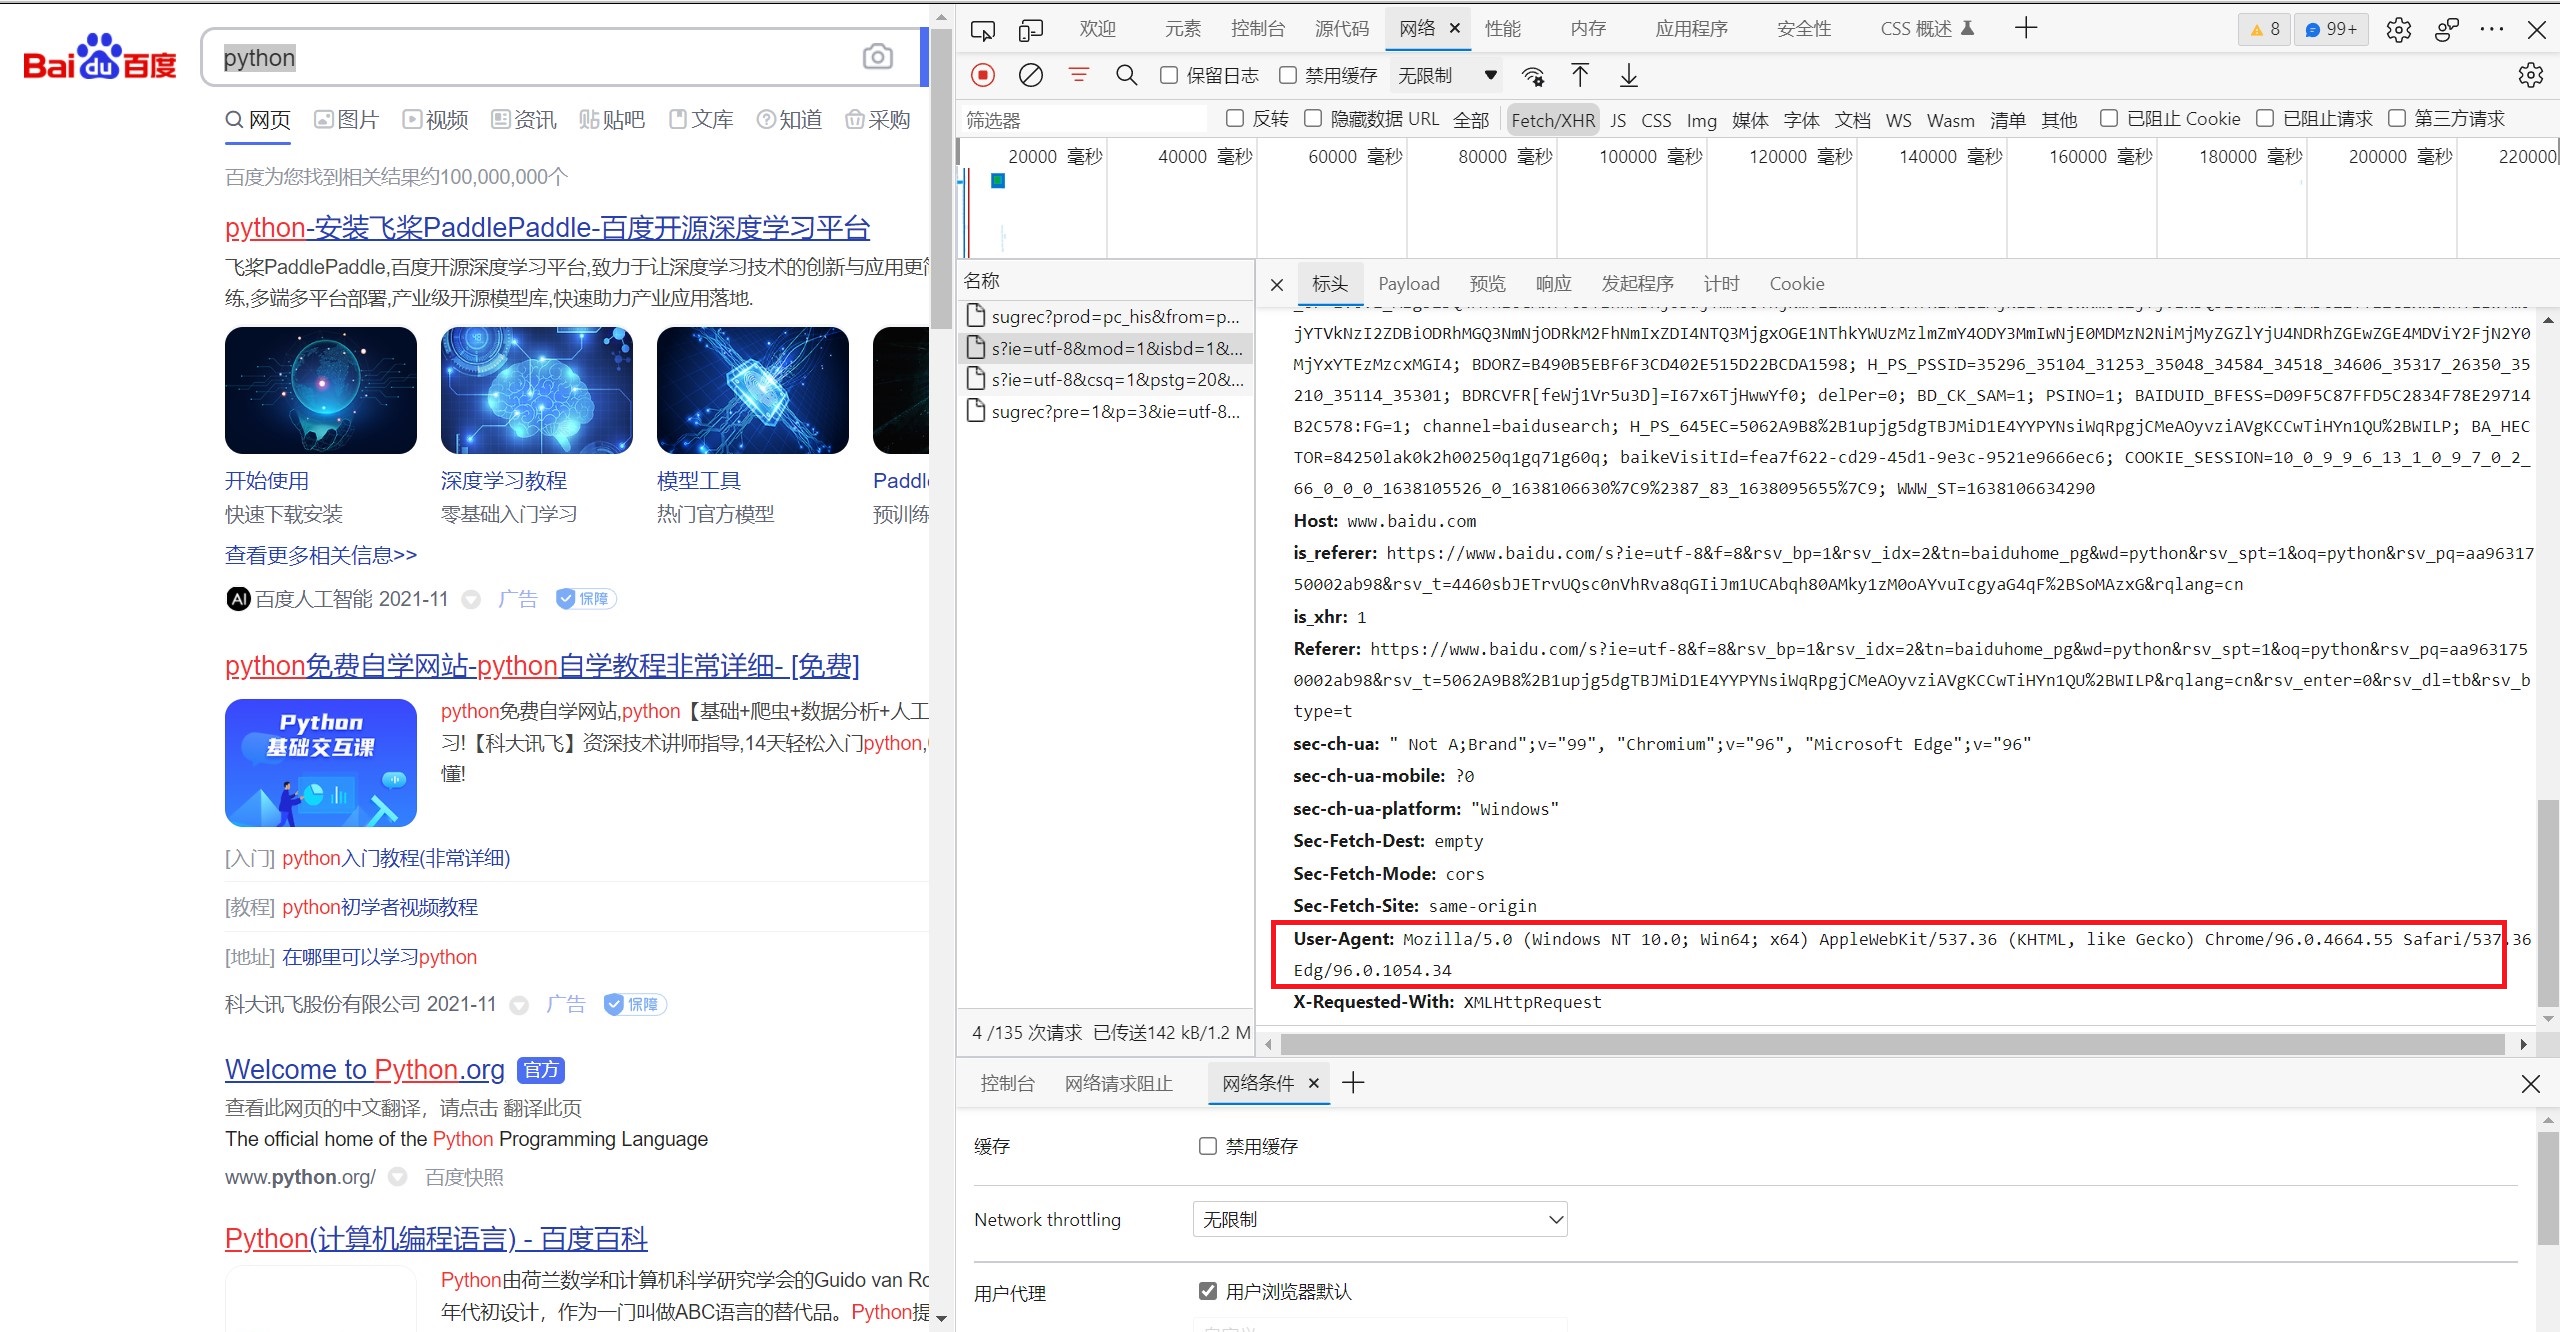 Bai du 百度
python
网页 图片 视频 资讯 贴吧 文库 知道 采购
百度为您找到相关结果约100,000,000个
python-安装飞桨PaddlePaddle-百度开源深度学习平台
飞桨PaddlePaddle,百度开源深度学习平台,致力于让深度学习技术的创新与应用更
练,多端多平台部署,产业级开源模型库,快速助力产业应用落地.
开始使用 深度学习教程 模型工具
快速下载安装 零基础入门学习 热门官方模型 预训练
查看更多相关信息>>
AI 百度人工智能 2021-11 广告 保障
python免费自学网站-python自学教程非常详细- [免费]
Python
基础交互课
python免费自学网站,python【基础+爬虫+数据分析+人工
习!【科大讯飞】资深技术讲师指导,14天轻松入门python,
懂!
[入门] python入门教程(非常详细)
[教程] python初学者视频教程
[地址] 在哪里可以学习python
科大讯飞股份有限公司 2021-11 广告 保障
Welcome to Python.org 官方
查看此网页的中文翻译，请点击 翻译此页
The official home of the Python Programming Language
www.python.org/ 百度快照
Python(计算机编程语言) - 百度百科
Python由荷兰数学和计算机科学研究学会的Guido van Ro
年代初设计，作为一门叫做ABC语言的替代品。Python提
欢迎 元素 控制台 源代码 网络 性能 内存 应用程序 安全性 CSS 概述 8 99+
保留日志 禁用缓存 无限制
筛选器 反转 隐藏数据 URL 全部 Fetch/XHR JS CSS Img 媒体 字体 文档 WS Wasm 清单 其他 已阻止 Cookie 已阻止请求 第三方请求
20000 毫秒 40000 毫秒 60000 毫秒 80000 毫秒 100000 毫秒 120000 毫秒 140000 毫秒 160000 毫秒 180000 毫秒 200000 毫秒 220000
名称
sugrec?prod=pc_his&from=p...
s?ie=utf-8&mod=1&isbd=1&...
s?ie=utf-8&csq=1&pstg=20&...
sugrec?pre=1&p=3&ie=utf-8...
4 /135 次请求 已传送142 kB/1.2 M
标头 Payload 预览 响应 发起程序 计时 Cookie
jYTVkNzI2ZDBiODRhMGQ3NmNjODRkM2FhNmIxZDI4NTQ3MjgxOGE1NThkYWUzMzlmZmY4ODY3MmIwNjE0MDMzN2NiMjMyZGZlYjU4NDRhZGEwZGE4MDViY2FjN2Y0
MjYxYTEzMzcxMGI4; BDORZ=B490B5EBF6F3CD402E515D22BCDA1598; H_PS_PSSID=35296_35104_31253_35048_34584_34518_34606_35317_26350_35
210_35114_35301; BDRCVFR[feWj1Vr5u3D]=I67x6TjHwwYf0; delPer=0; BD_CK_SAM=1; PSINO=1; BAIDUID_BFESS=D09F5C87FFD5C2834F78E29714
B2C578:FG=1; channel=baidusearch; H_PS_645EC=5062A9B8%2B1upjg5dgTBJMiD1E4YYPYNsiWqRpgjCMeAOyvziAVgKCCwTiHYn1QU%2BWILP; BA_HEC
TOR=84250lak0k2h00250q1gq71g60q; baikeVisitId=fea7f622-cd29-45d1-9e3c-9521e9666ec6; COOKIE_SESSION=10_0_9_9_6_13_1_0_9_7_0_2_
66_0_0_0_1638105526_0_1638106630%7C9%2387_83_1638095655%7C9; WWW_ST=1638106634290
Host: www.baidu.com
is_referer: https://www.baidu.com/s?ie=utf-8&f=8&rsv_bp=1&rsv_idx=2&tn=baiduhome_pg&wd=python&rsv_spt=1&oq=python&rsv_pq=aa96317
50002ab98&rsv_t=4460sbJETrvUQsc0nVhRva8qGIiJm1UCAbqh80AMky1zM0oAYvuIcgyaG4qF%2BSoMAzxG&rqlang=cn
is_xhr: 1
Referer: https://www.baidu.com/s?ie=utf-8&f=8&rsv_bp=1&rsv_idx=2&tn=baiduhome_pg&wd=python&rsv_spt=1&oq=python&rsv_pq=aa963175
0002ab98&rsv_t=5062A9B8%2B1upjg5dgTBJMiD1E4YYPYNsiWqRpgjCMeAOyvziAVgKCCwTiHYn1QU%2BWILP&rqlang=cn&rsv_enter=0&rsv_dl=tb&rsv_b
type=t
sec-ch-ua: " Not A;Brand";v="99", "Chromium";v="96", "Microsoft Edge";v="96"
sec-ch-ua-mobile: ?0
sec-ch-ua-platform: "Windows"
Sec-Fetch-Dest: empty
Sec-Fetch-Mode: cors
Sec-Fetch-Site: same-origin
User-Agent: Mozilla/5.0 (Windows NT 10.0; Win64; x64) AppleWebKit/537.36 (KHTML, like Gecko) Chrome/96.0.4664.55 Safari/537.36
Edg/96.0.1054.34
X-Requested-With: XMLHttpRequest
控制台 网络请求阻止 网络条件
缓存 禁用缓存
Network throttling 无限制
用户代理 用户浏览器默认